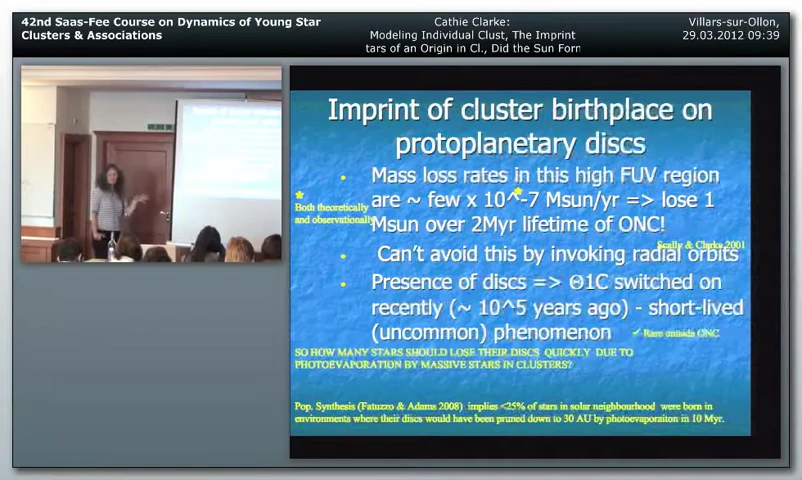 42nd Saas-Fee Course on Dynamics of Young Star
Clusters & Associations
Cathie Clarke:
Modeling Individual Clust, The Imprint
tars of an Origin in Cl., Did the Sun Forn
Villars-sur-Ollon,
29.03.2012 09:39
Imprint of cluster birthplace on
protoplanetary discs
• Mass loss rates in this high FUV region
are ~ few x 10^-7 Msun/yr => lose 1
Msun over 2Myr lifetime of ONC!
* Both theoretically
and observationally
Scally & Clarke 2001
• Can't avoid this by invoking radial orbits
• Presence of discs => Θ1C switched on
recently (~ 10^5 years ago) - short-lived
(uncommon) phenomenon
✓ Rare outside ONC
SO HOW MANY STARS SHOULD LOSE THEIR DISCS QUICKLY DUE TO
PHOTOEVAPORATION BY MASSIVE STARS IN CLUSTERS?
Pop. Synthesis (Fatuzzo & Adams 2008) implies <25% of stars in solar neighbourhood were born in
environments where their discs would have been pruned down to 30 AU by photoevaporaiton in 10 Myr.